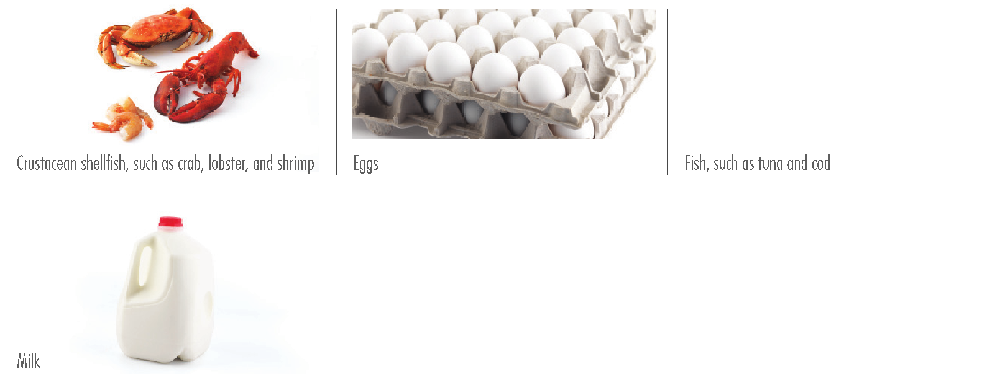 Crustacean shellfish, such as crab, lobster, and shrimp
Eggs
Fish, such as tuna and cod
Milk